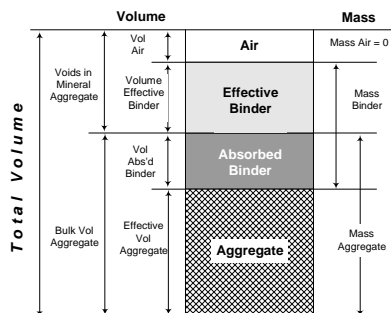 Volume
Mass
Vol
Air
Air
Mass Air = 0
Voids in
Mineral
Aggregate
Volume
Effective
Binder
Effective
Binder
Mass
Binder
Vol
Abs'd
Binder
Absorbed
Binder
Total Volume
Bulk Vol
Aggregate
Effective
Vol
Aggregate
Aggregate
Mass
Aggregate